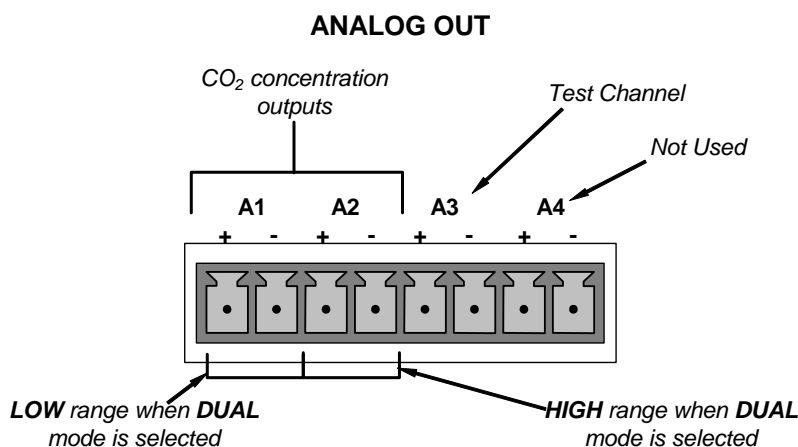 ANALOG OUT
CO₂ concentration
outputs
Test Channel
Not Used
A1 A2 A3 A4
+ - + - + - + -
LOW range when DUAL
mode is selected
HIGH range when DUAL
mode is selected